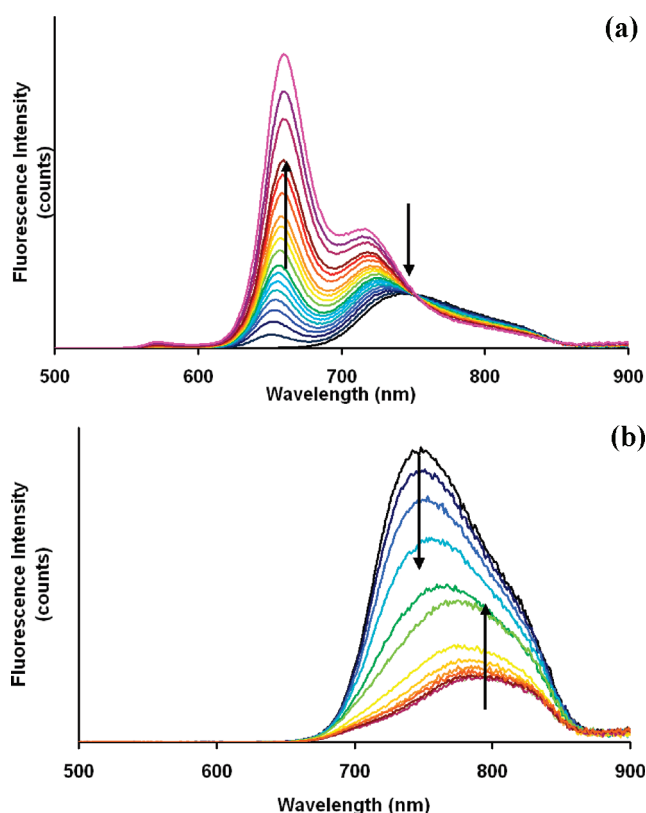 (a)
Fluorescence Intensity
(counts)
500 600 700 800 900
Wavelength (nm)
(b)
Fluorescence Intensity
(counts)
500 600 700 800 900
Wavelength (nm)